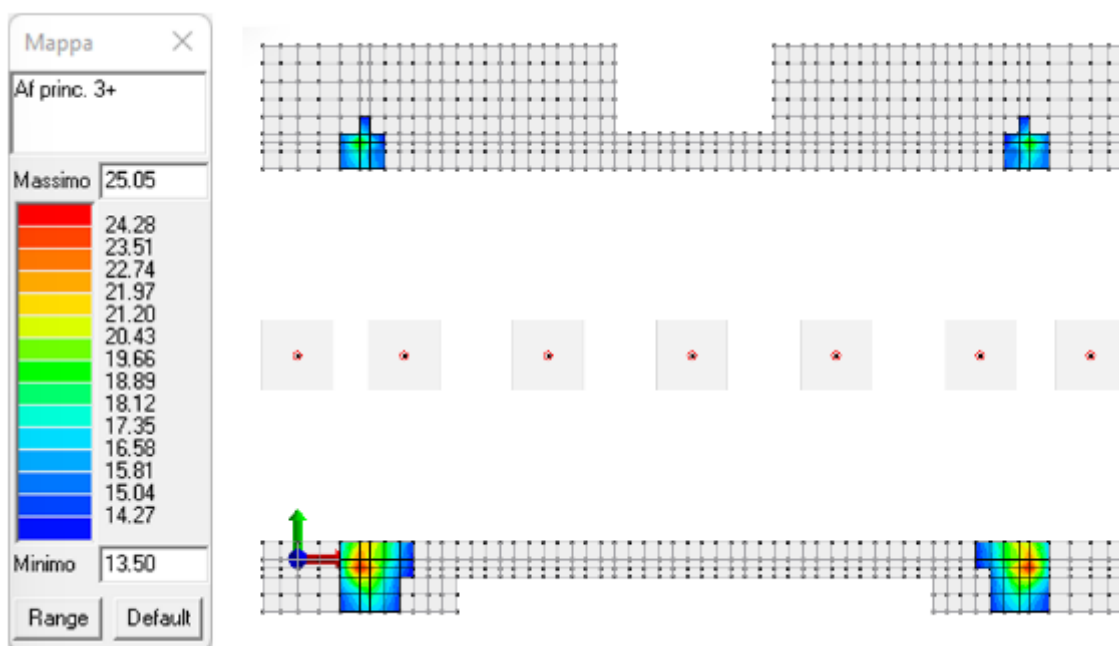 Mappa
Af princ. 3+
Massimo 25.05
24.28
23.51
22.74
21.97
21.20
20.43
19.66
18.89
18.12
17.35
16.58
15.81
15.04
14.27
Minimo 13.50
Range Default